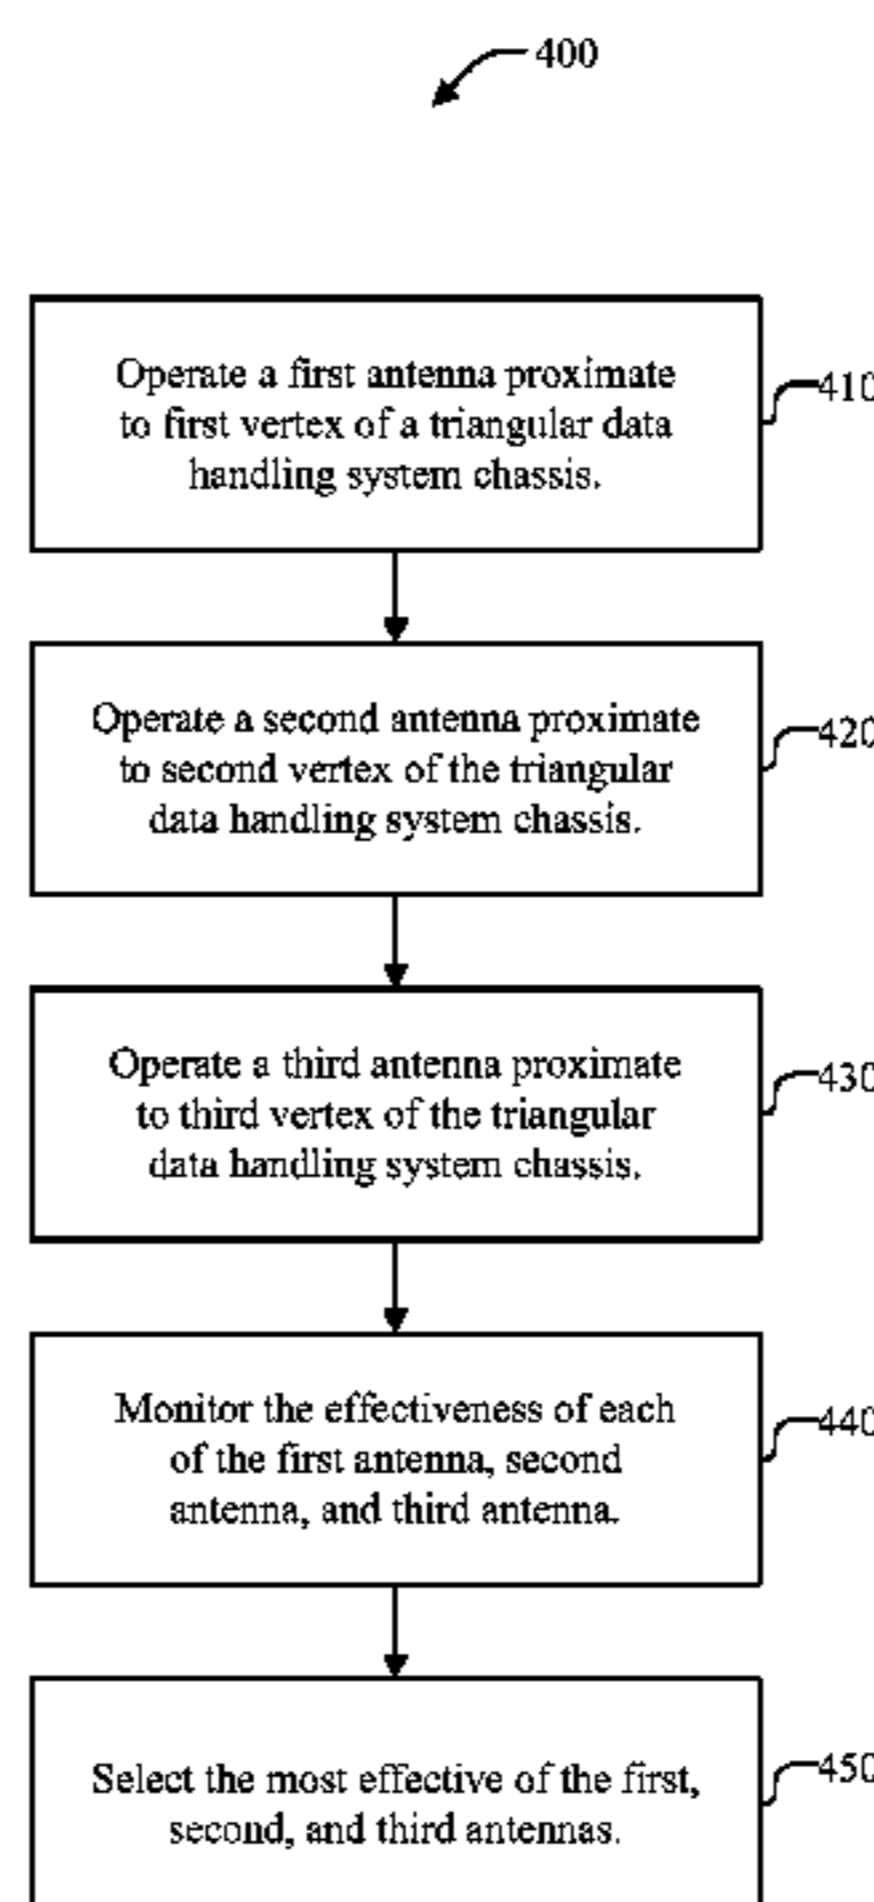 400
Operate a first antenna proximate
to first vertex of a triangular data
handling system chassis.
410
Operate a second antenna proximate
to second vertex of the triangular
data handling system chassis.
420
Operate a third antenna proximate
to third vertex of the triangular
data handling system chassis.
430
Monitor the effectiveness of each
of the first antenna, second
antenna, and third antenna.
440
Select the most effective of the first,
second, and third antennas.
450